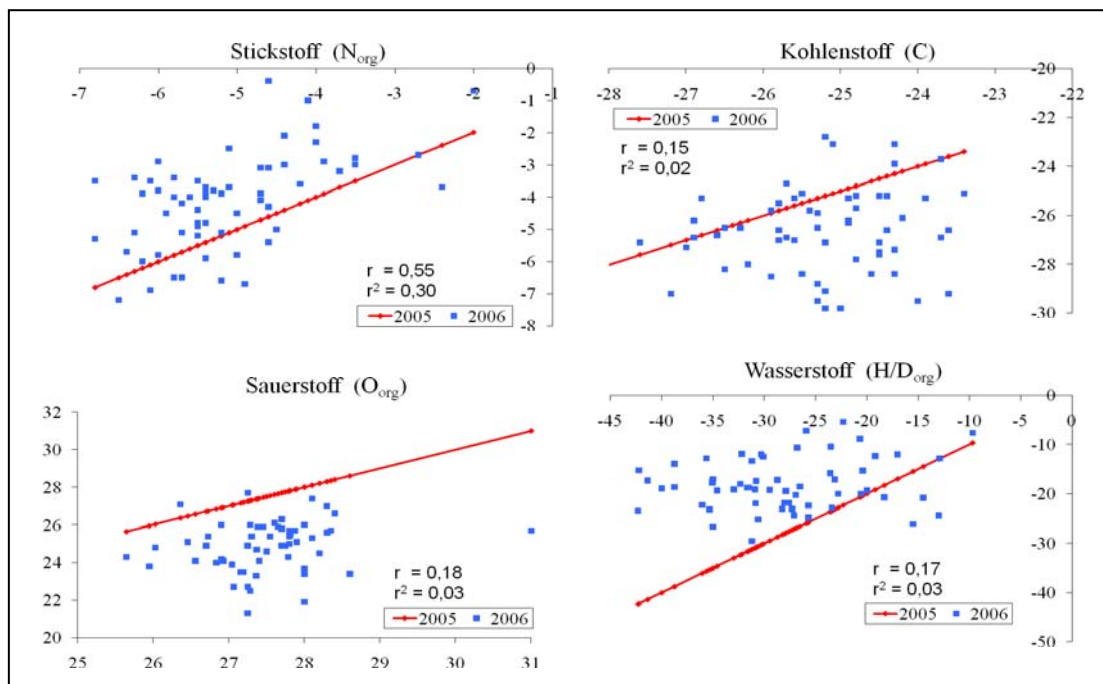 Stickstoff (Norg)
-7 -6 -5 -4 -3 -2 -1
0
-1
-2
-3
-4
-5
-6
-7
-8
r = 0,55
r² = 0,30
2005 2006
Kohlenstoff (C)
-28 -27 -26 -25 -24 -23 -22
-20
-22
-24
-26
-28
-30
2005 2006
r = 0,15
r² = 0,02
Sauerstoff (Oorg)
32
30
28
26
24
22
20
25 26 27 28 29 30 31
r = 0,18
r² = 0,03
2005 2006
Wasserstoff (H/Dorg)
-45 -40 -35 -30 -25 -20 -15 -10 -5 0
0
-10
-20
-30
-40
-50
r = 0,17
r² = 0,03
2005 2006